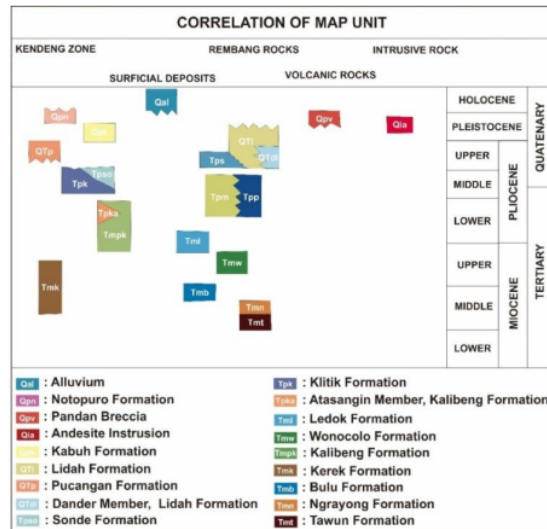 CORRELATION OF MAP UNIT
KENDENG ZONE REMBANG ROCKS INTRUSIVE ROCK
SURFICIAL DEPOSITS VOLCANIC ROCKS
Qal HOLOCENE
Qpn Qpv Qia PLEISTOCENE
QTl
QTp QTdl UPPER
Tps
Tpso
Tpk Tpm Tpp MIDDLE
Tpka LOWER
Tmpk
Tml
Tmw UPPER
Tmk
Tmb MIDDLE
Tmn
Tmt
LOWER
QUATENARY
PLIOCENE
TERTIARY
MIOCENE
Qal : Alluvium
Qpn : Notopuro Formation
Qpv : Pandan Breccia
Qia : Andesite Instrusion
: Kabuh Formation
QTl : Lidah Formation
QTp : Pucangan Formation
QTdl : Dander Member, Lidah Formation
Tpso : Sonde Formation
Tpk : Klitik Formation
Tpka : Atasangin Member, Kalibeng Formation
Tml : Ledok Formation
Tmw : Wonocolo Formation
Tmpk : Kalibeng Formation
Tmk : Kerek Formation
Tmb : Bulu Formation
Tmn : Ngrayong Formation
Tmt : Tawun Formation